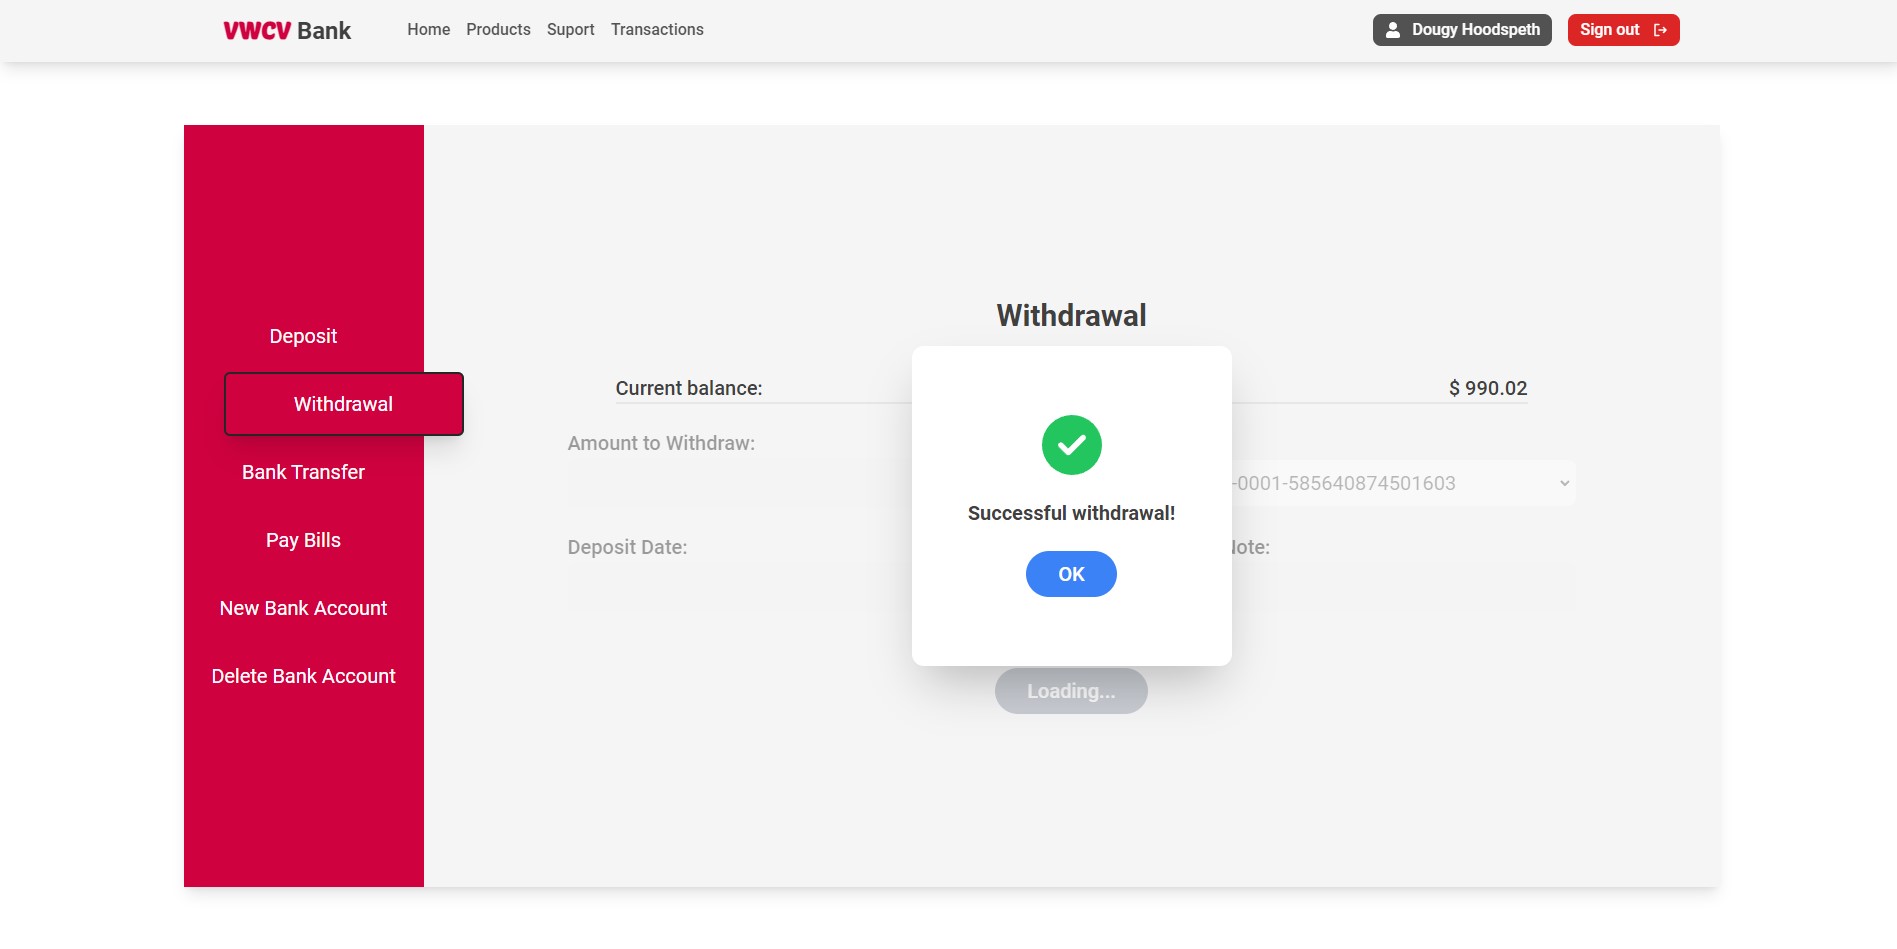 VWCV Bank
Home Products Suport Transactions
Dougy Hoodspeth
Sign out
Deposit
Withdrawal
Bank Transfer
Pay Bills
New Bank Account
Delete Bank Account
Withdrawal
Current balance: $ 990.02
Amount to Withdraw:
-0001-585640874501603
Deposit Date:
Successful withdrawal!
OK
Loading...